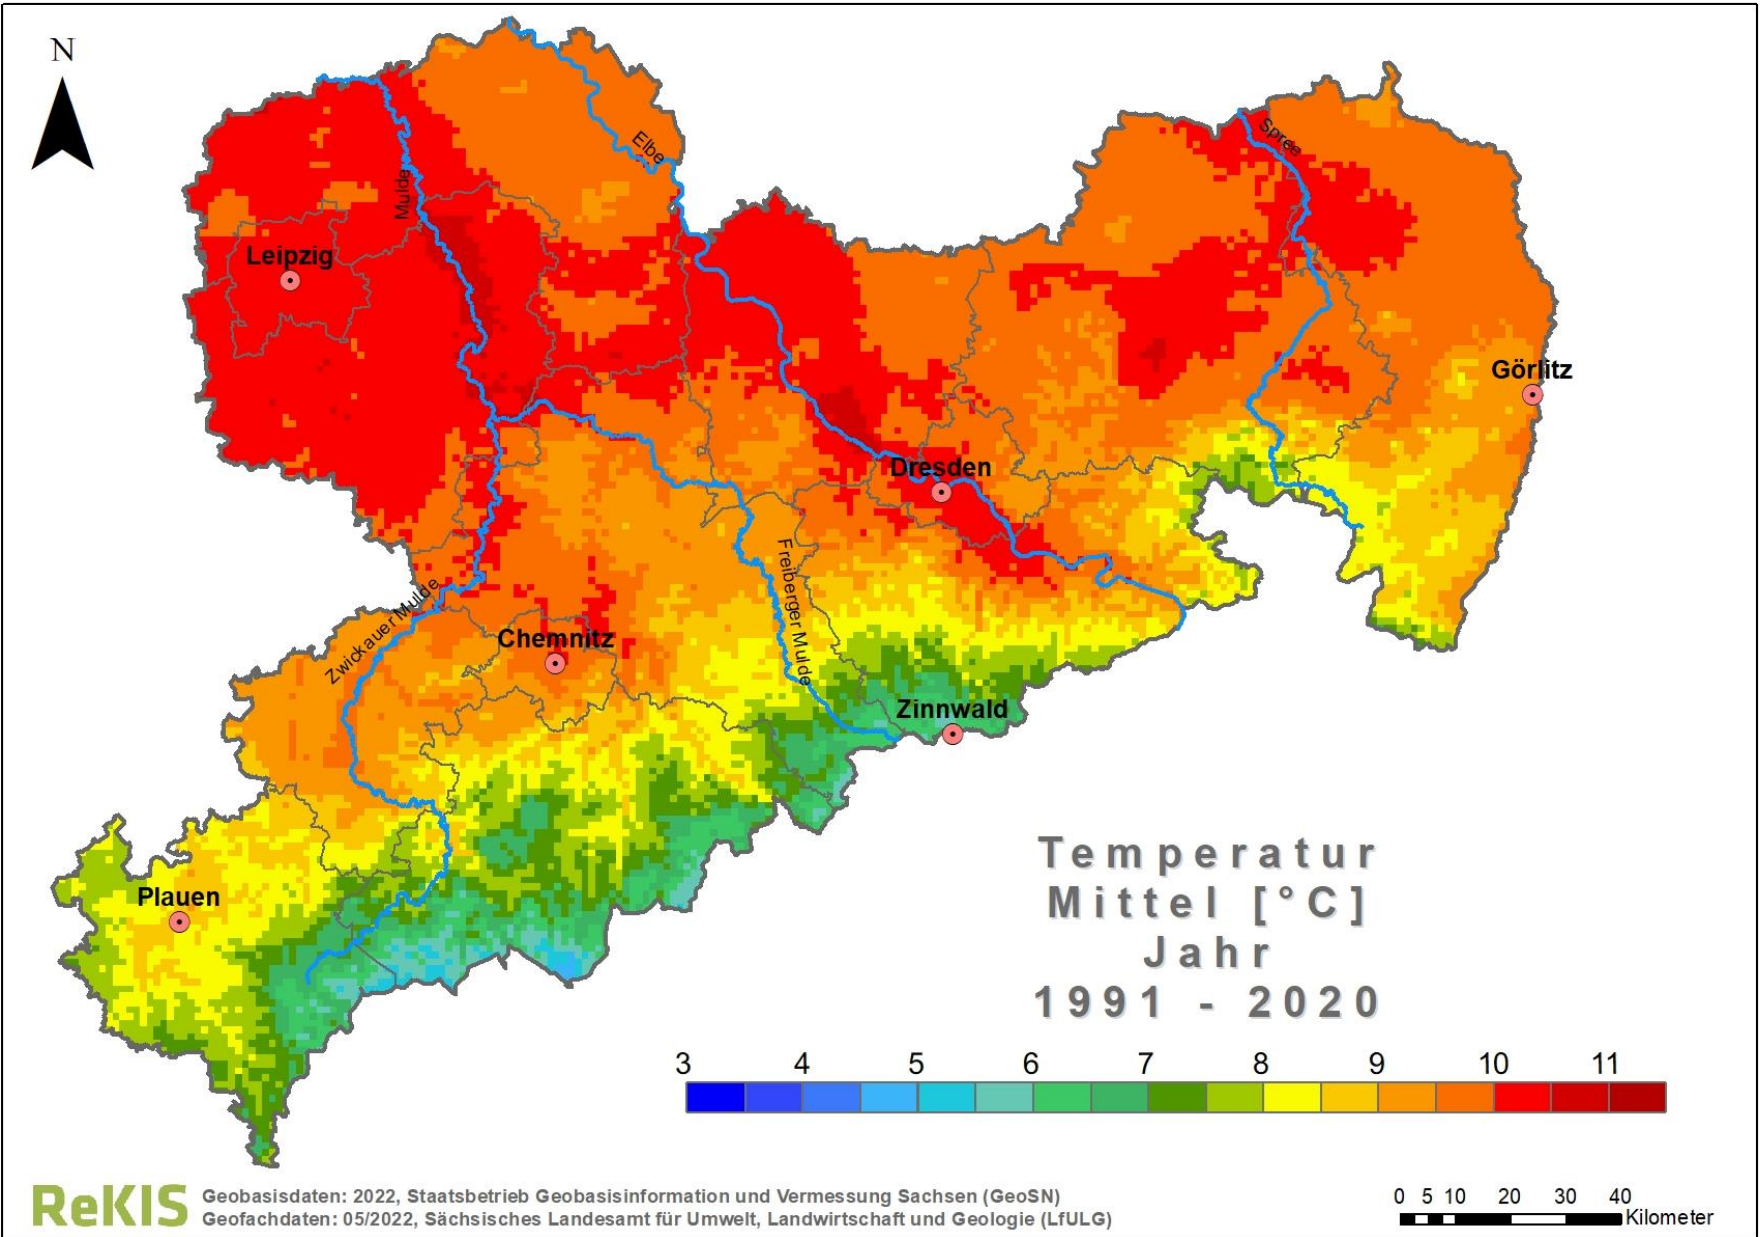 N
Elbe
Spree
Mulde
Leipzig
Görlitz
Dresden
Freiberger Mulde
Zwickauer Mulde
Chemnitz
Zinnwald
Plauen
Temperatur
Mittel [°C]
Jahr
1991 - 2020
3 4 5 6 7 8 9 10 11
ReKIS
Geobasisdaten: 2022, Staatsbetrieb Geobasisinformation und Vermessung Sachsen (GeoSN)
Geofachdaten: 05/2022, Sächsisches Landesamt für Umwelt, Landwirtschaft und Geologie (LfULG)
0 5 10 20 30 40
Kilometer